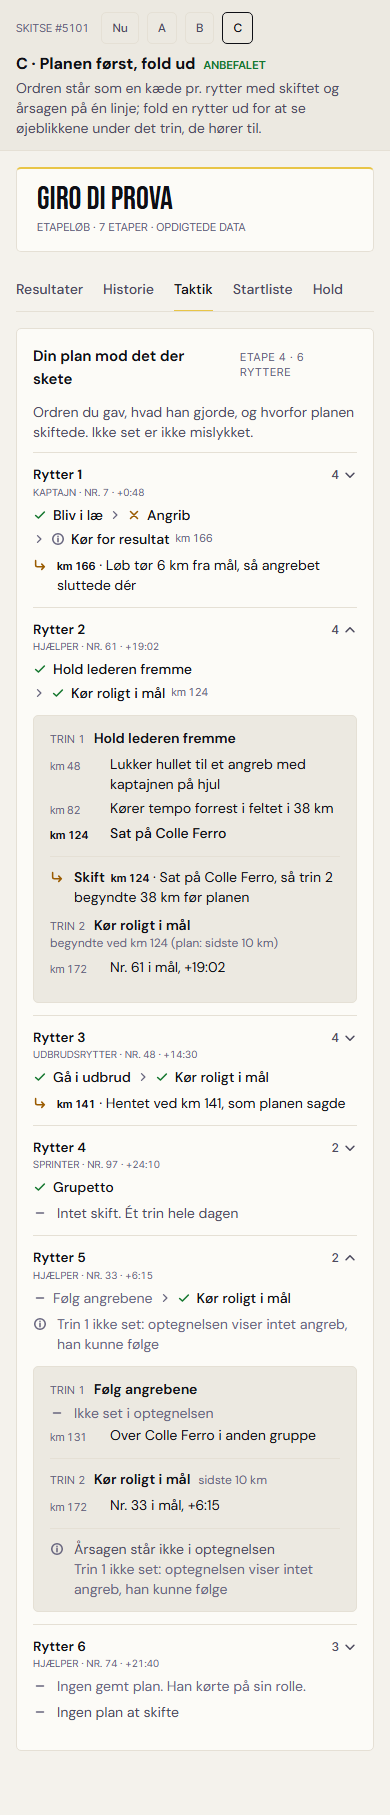 SKITSE #5101 Nu A B C
C · Planen først, fold ud ANBEFALET
Ordren står som en kæde pr. rytter med skiftet og
årsagen på én linje; fold en rytter ud for at se
øjeblikkene under det trin, de hører til.
GIRO DI PROVA
ETAPELØB · 7 ETAPER · OPDIGTEDE DATA
Resultater Historie Taktik Startliste Hold
Din plan mod det der
skete
ETAPE 4 · 6
RYTTERE
Ordren du gav, hvad han gjorde, og hvorfor planen
skiftede. Ikke set er ikke mislykket.
Rytter 1 4
KAPTAJN · NR. 7 · +0:48
Bliv i læ > Angrib
> Kør for resultat km 166
km 166 · Løb tør 6 km fra mål, så angrebet
sluttede dér
Rytter 2 4
HJÆLPER · NR. 61 · +19:02
Hold lederen fremme
> Kør roligt i mål km 124
TRIN 1 Hold lederen fremme
km 48 Lukker hullet til et angreb med
kaptajnen på hjul
km 82 Kører tempo forrest i feltet i 38 km
km 124 Sat på Colle Ferro
Skift km 124 · Sat på Colle Ferro, så trin 2
begyndte 38 km før planen
TRIN 2 Kør roligt i mål
begyndte ved km 124 (plan: sidste 10 km)
km 172 Nr. 61 i mål, +19:02
Rytter 3 4
UDBRUDSRYTTER · NR. 48 · +14:30
Gå i udbrud > Kør roligt i mål
km 141 · Hentet ved km 141, som planen sagde
Rytter 4 2
SPRINTER · NR. 97 · +24:10
Grupetto
– Intet skift. Ét trin hele dagen
Rytter 5 2
HJÆLPER · NR. 33 · +6:15
– Følg angrebene > Kør roligt i mål
Trin 1 ikke set: optegnelsen viser intet angreb,
han kunne følge
TRIN 1 Følg angrebene
– Ikke set i optegnelsen
km 131 Over Colle Ferro i anden gruppe
TRIN 2 Kør roligt i mål sidste 10 km
km 172 Nr. 33 i mål, +6:15
Årsagen står ikke i optegnelsen
Trin 1 ikke set: optegnelsen viser intet
angreb, han kunne følge
Rytter 6 3
HJÆLPER · NR. 74 · +21:40
– Ingen gemt plan. Han kørte på sin rolle.
– Ingen plan at skifte